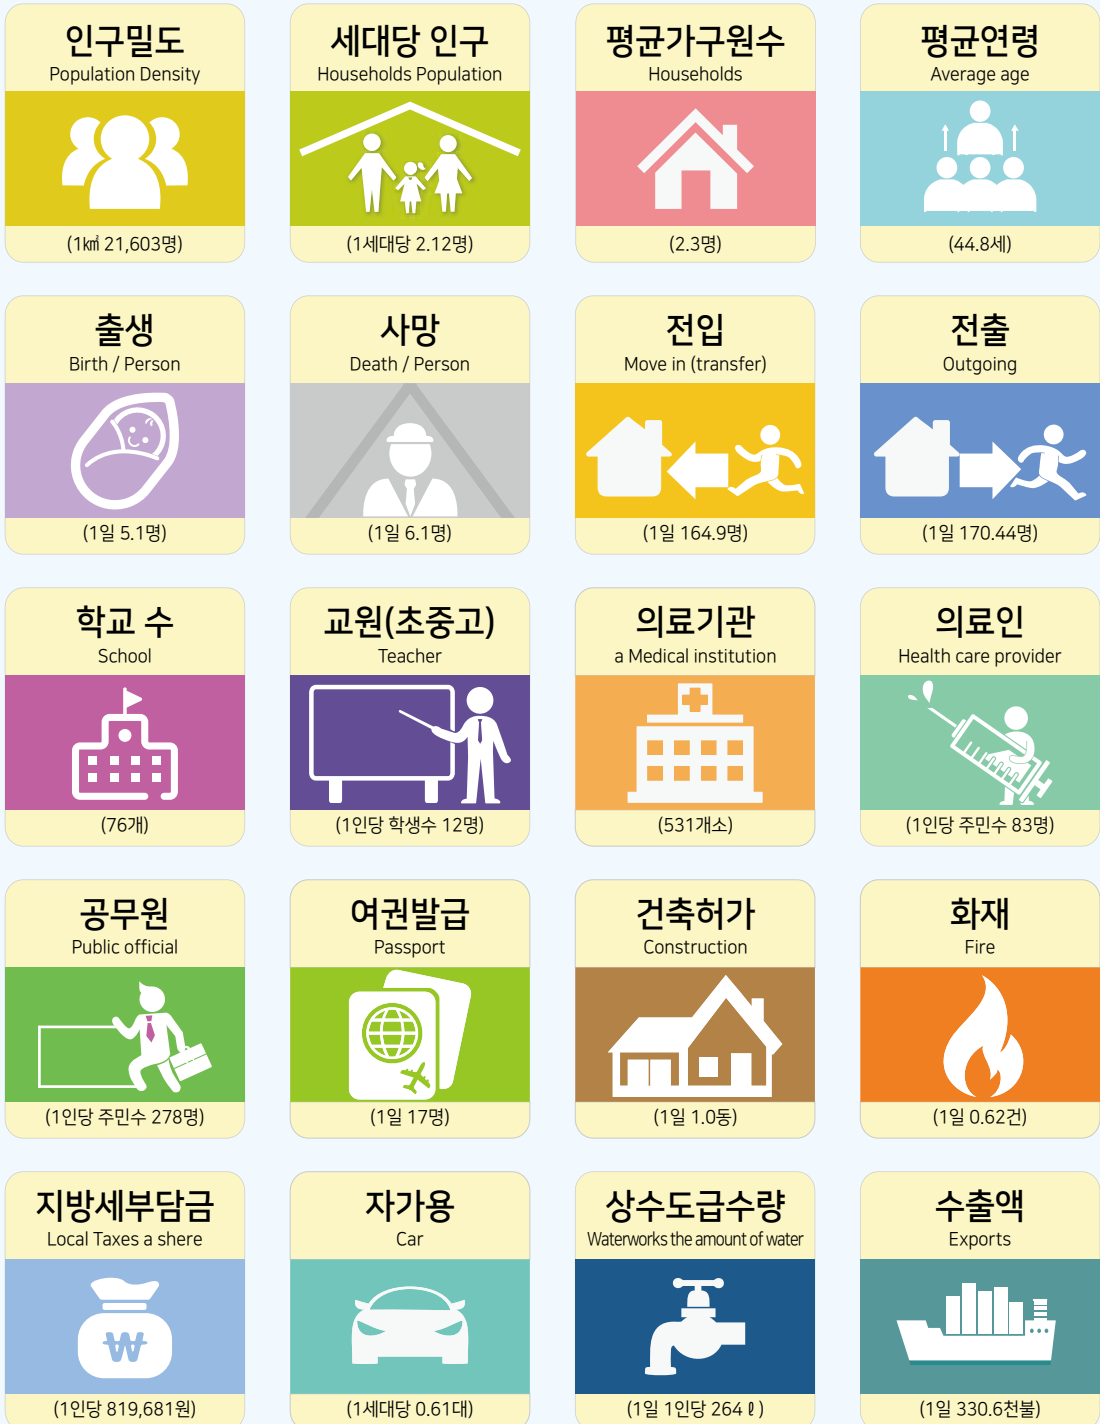 인구밀도
Population Density
(1㎢ 21,603명)
세대당 인구
Households Population
(1세대당 2.12명)
평균가구원수
Households
(2.3명)
평균연령
Average age
(44.8세)
출생
Birth / Person
(1일 5.1명)
사망
Death / Person
(1일 6.1명)
전입
Move in (transfer)
(1일 164.9명)
전출
Outgoing
(1일 170.44명)
학교 수
School
(76개)
교원(초중고)
Teacher
(1인당 학생수 12명)
의료기관
a Medical institution
(531개소)
의료인
Health care provider
(1인당 주민수 83명)
공무원
Public official
(1인당 주민수 278명)
여권발급
Passport
(1일 17명)
건축허가
Construction
(1일 1.0동)
화재
Fire
(1일 0.62건)
지방세부담금
Local Taxes a shere
₩
(1인당 819,681원)
자가용
Car
(1세대당 0.61대)
상수도급수량
Waterworks the amount of water
(1일 1인당 264ℓ)
수출액
Exports
(1일 330.6천불)